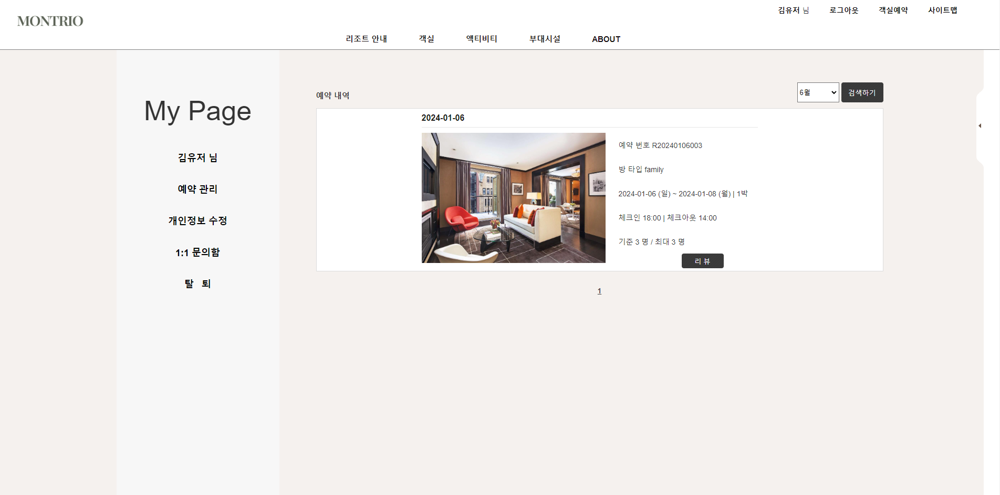 MONTRIO
김유저 님 로그아웃 객실예약 사이트맵
리조트 안내 객실 액티비티 부대시설 ABOUT
My Page
김유저 님
예약 관리
개인정보 수정
1:1 문의함
탈 퇴
예약 내역
6월 검색하기
2024-01-06
예약 번호 R20240106003
방 타입 family
2024-01-06 (일) ~ 2024-01-08 (월) | 1박
체크인 18:00 | 체크아웃 14:00
기준 3 명 / 최대 3 명
리 뷰
1